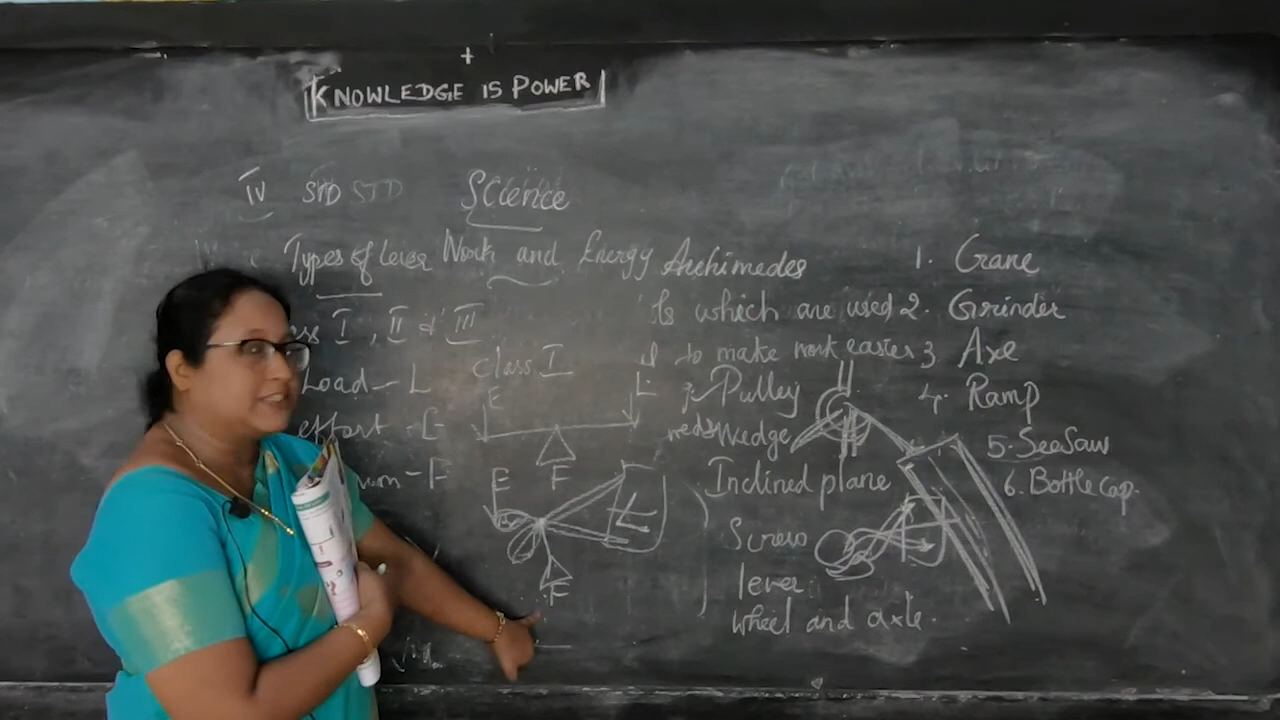 KNOWLEDGE IS POWER
IV STD STD Science
Types of lever Work and Energy Archimedes
I, II & III
which are used
to make work easier
Load - L
effort - E
- F
Class I
E L
F
E L
F
Pulley
Wedge
Inclined plane
Screw
lever
wheel and axle.
1. Crane
2. Grinder
3 Axe
4. Ramp
5. SeeSaw
6. Bottle cap.